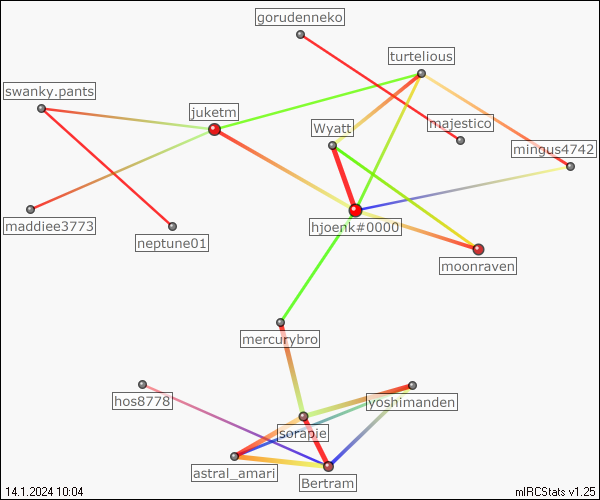 gorudenneko
turtelious
swanky.pants
juketm
Wyatt
majestico
mingus4742
maddiee3773
neptune01
hjoenk#0000
moonraven
mercurybro
hos8778
yoshimanden
sorapie
astral_amari
Bertram
14.1.2024 10:04
mIRCStats v1.25